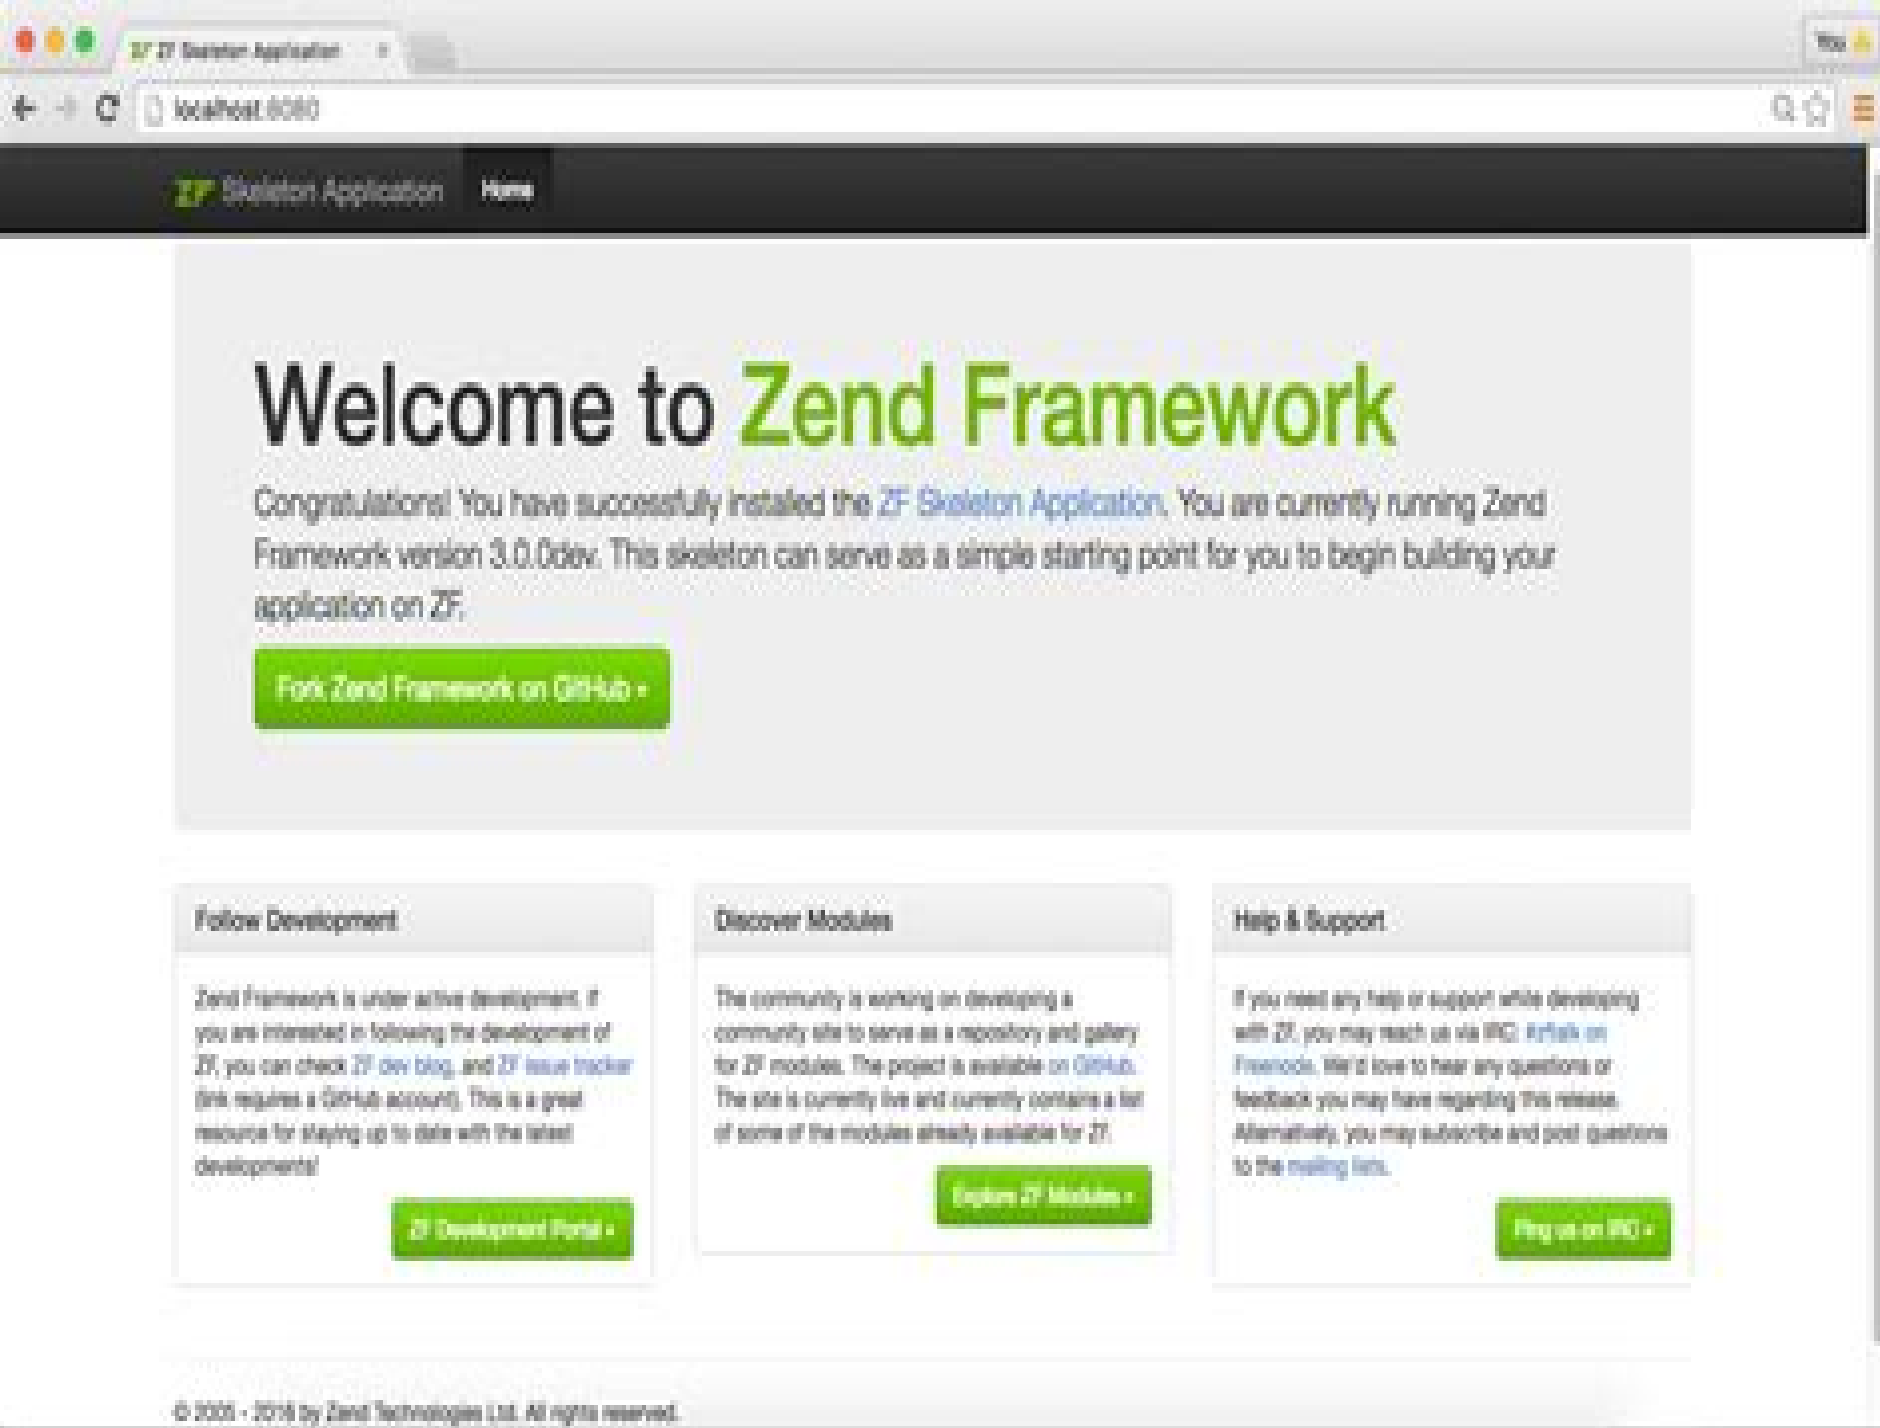 ZF ZF Skeleton Application
You
localhost:8080
ZF Skeleton Application Home
Welcome to Zend Framework
Congratulations! You have successfully installed the ZF Skeleton Application. You are currently running Zend
Framework version 3.0.0dev. This skeleton can serve as a simple starting point for you to begin building your
application on ZF.
Fork Zend Framework on GitHub »
Follow Development
Zend Framework is under active development. If
you are interested in following the development of
ZF, you can check ZF dev blog, and ZF issue tracker
(link requires a GitHub account). This is a great
resource for staying up to date with the latest
developments!
ZF Development Portal »
Discover Modules
The community is working on developing a
community site to serve as a repository and gallery
for ZF modules. The project is available on GitHub.
The site is currently live and currently contains a list
of some of the modules already available for ZF.
Explore ZF Modules »
Help & Support
If you need any help or support while developing
with ZF, you may reach us via IRC: #zftalk on
Freenode. We'd love to hear any questions or
feedback you may have regarding this release.
Alternatively, you may subscribe and post questions
to the mailing lists.
Ping us on IRC »
© 2005 - 2016 by Zend Technologies Ltd. All rights reserved.